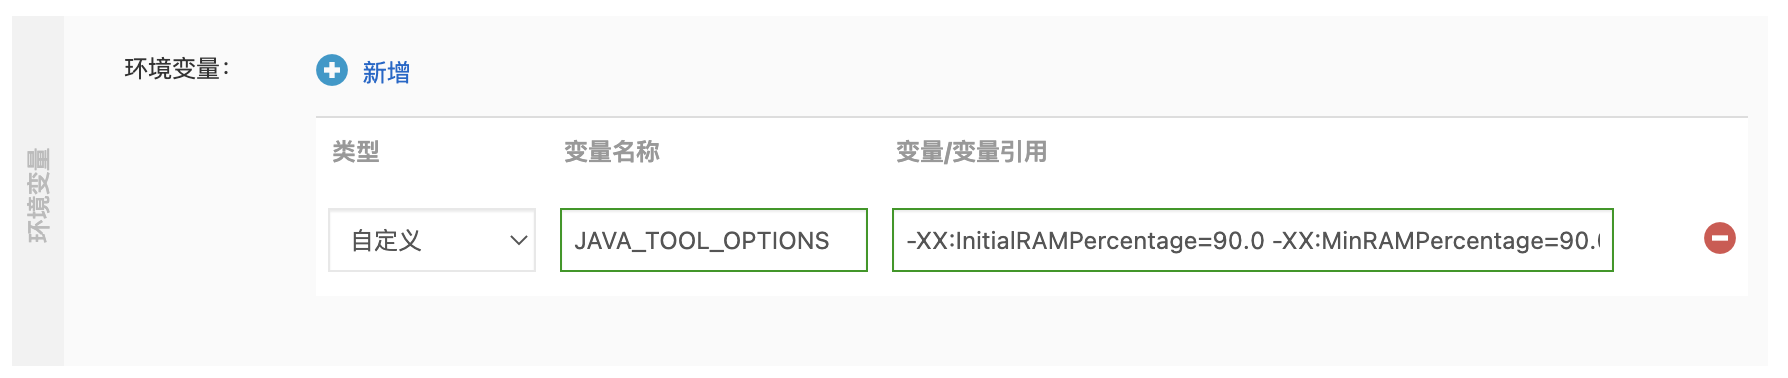 环境变量
环境变量：
新增
类型 变量名称 变量/变量引用
自定义 JAVA_TOOL_OPTIONS -XX:InitialRAMPercentage=90.0 -XX:MinRAMPercentage=90.